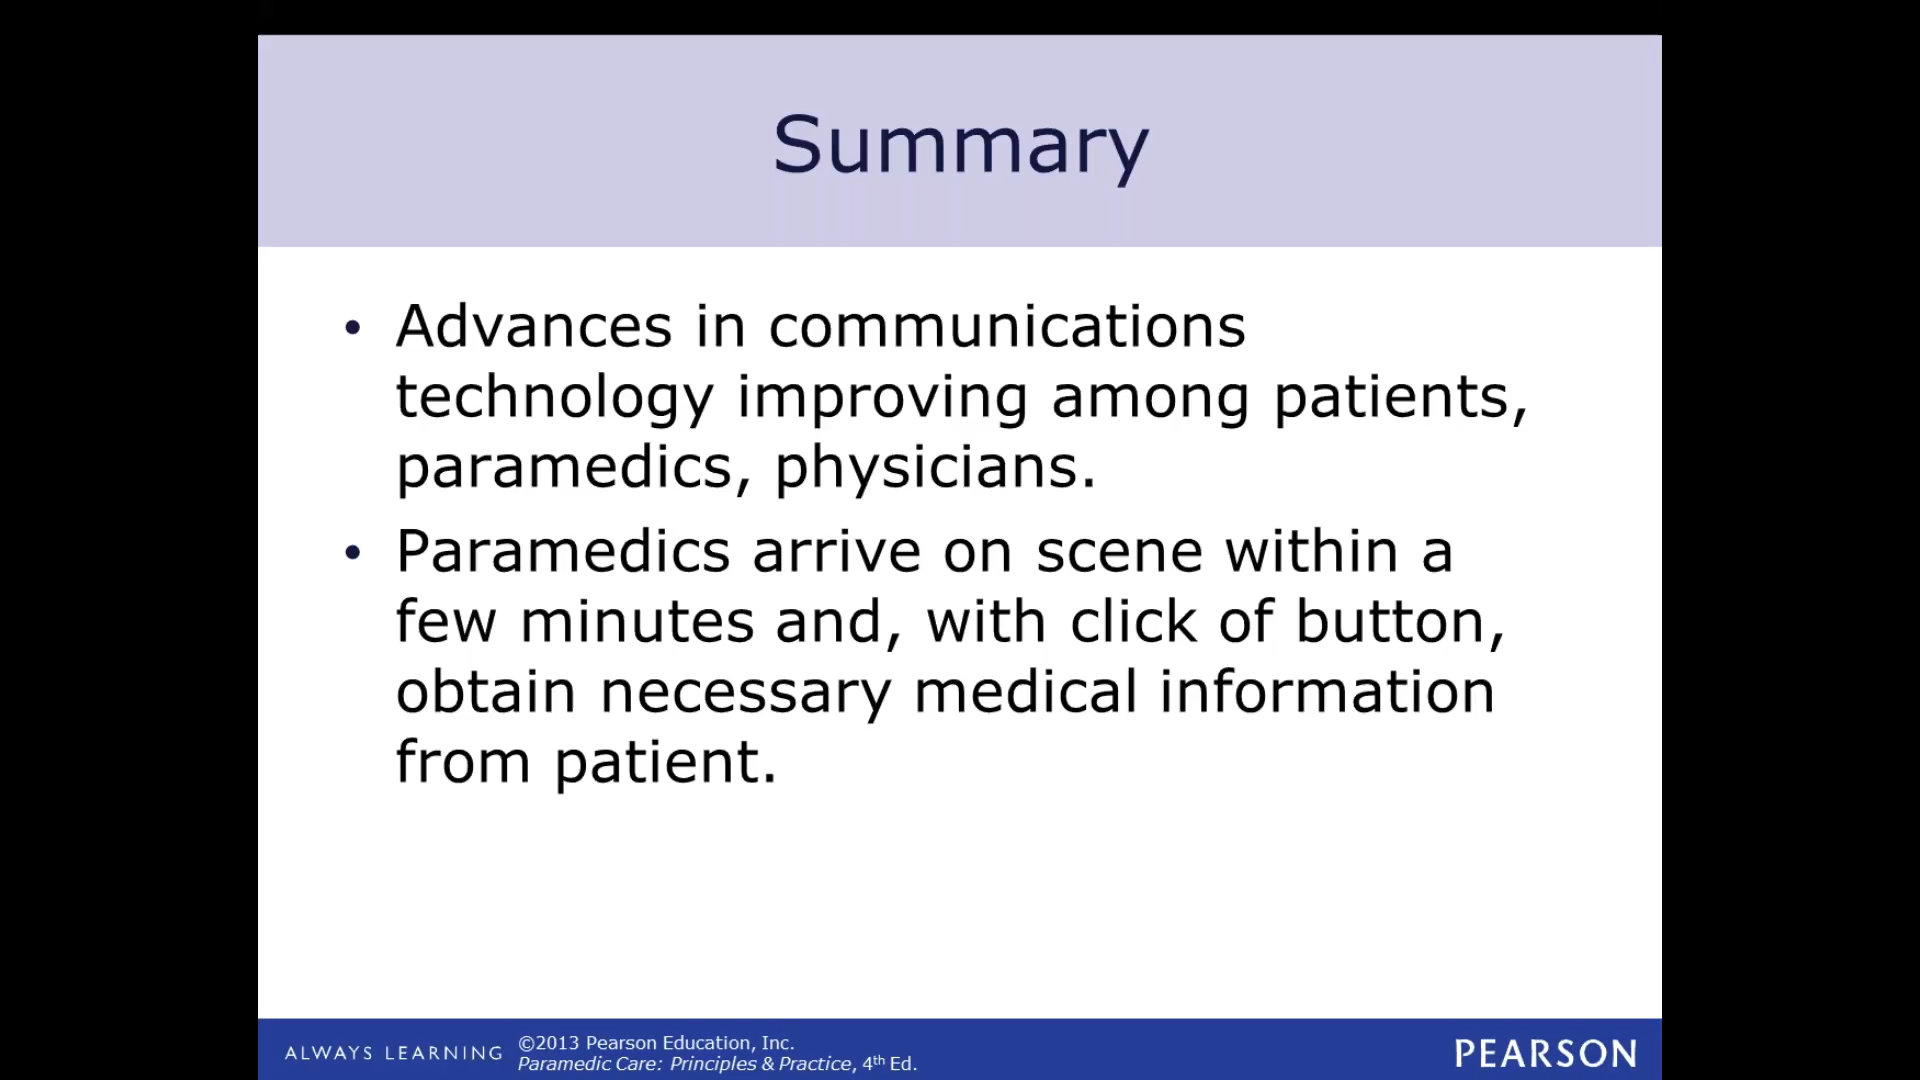 Summary
• Advances in communications
technology improving among patients,
paramedics, physicians.
• Paramedics arrive on scene within a
few minutes and, with click of button,
obtain necessary medical information
from patient.
ALWAYS LEARNING
©2013 Pearson Education, Inc.
Paramedic Care: Principles & Practice, 4th Ed.
PEARSON